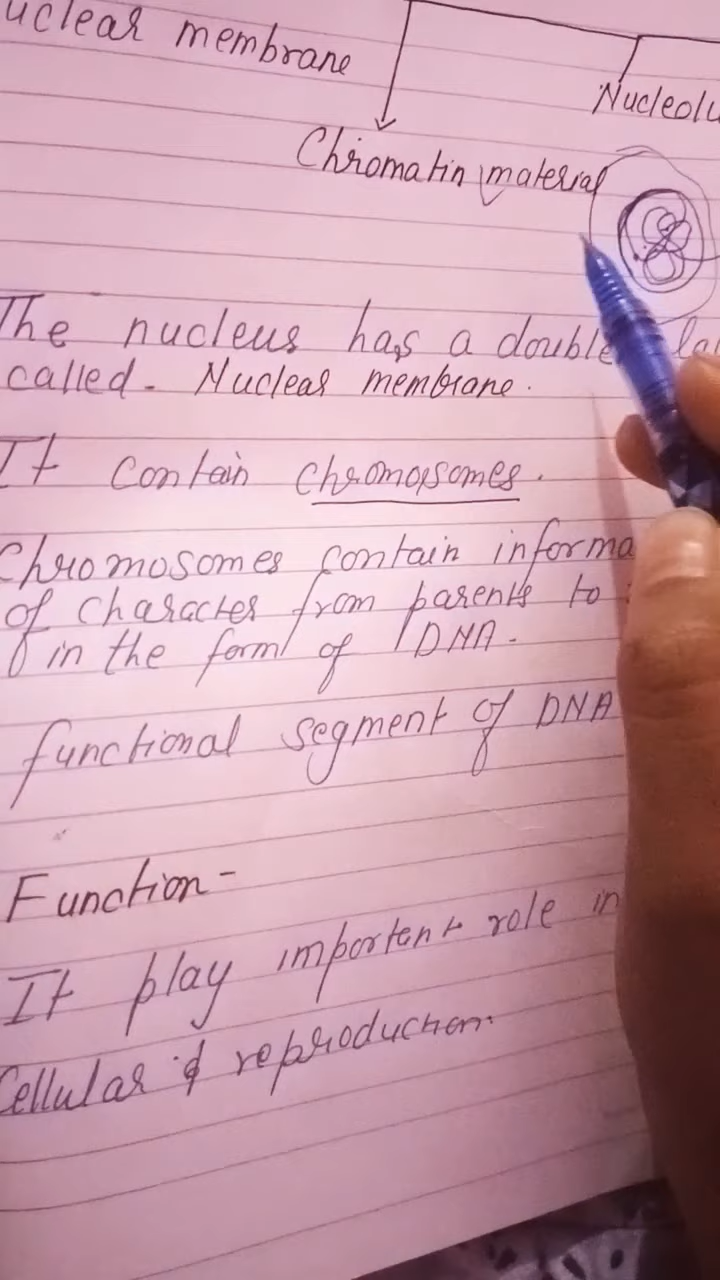 uclear membrane
Nucleolu
Chromatin material
The nucleus has a double la
called - Nuclear membrane.
It contain chromosomes.
Chromosomes contain informa
of character from parents to
in the form of DNA -
functional segment of DNA
Function -
It play important role in
Cellular & reproduction.